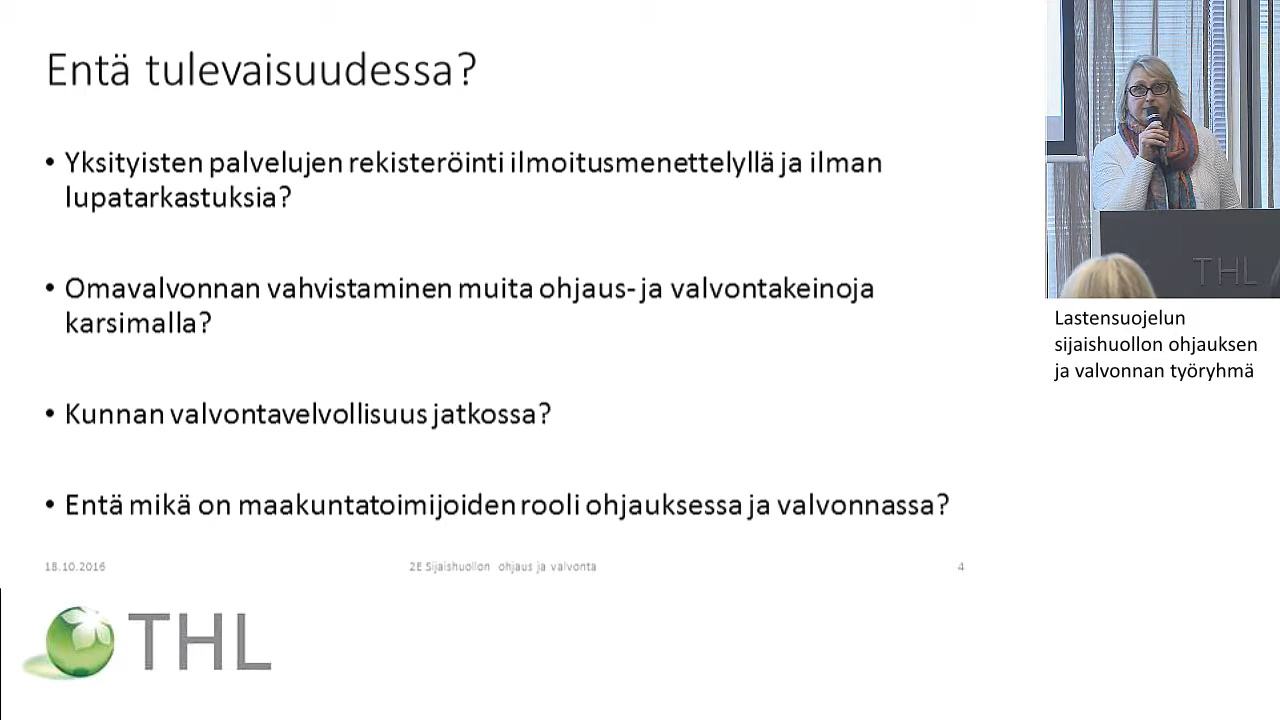 Entä tulevaisuudessa?
• Yksityisten palvelujen rekisteröinti ilmoitusmenettelyllä ja ilman
lupatarkastuksia?
• Omavalvonnan vahvistaminen muita ohjaus- ja valvontakeinoja
karsimalla?
• Kunnan valvontavelvollisuus jatkossa?
• Entä mikä on maakuntatoimijoiden rooli ohjauksessa ja valvonnassa?
18.10.2016
2E Sijaishuollon ohjaus ja valvonta
4
THL
THL
Lastensuojelun
sijaishuollon ohjauksen
ja valvonnan työryhmä